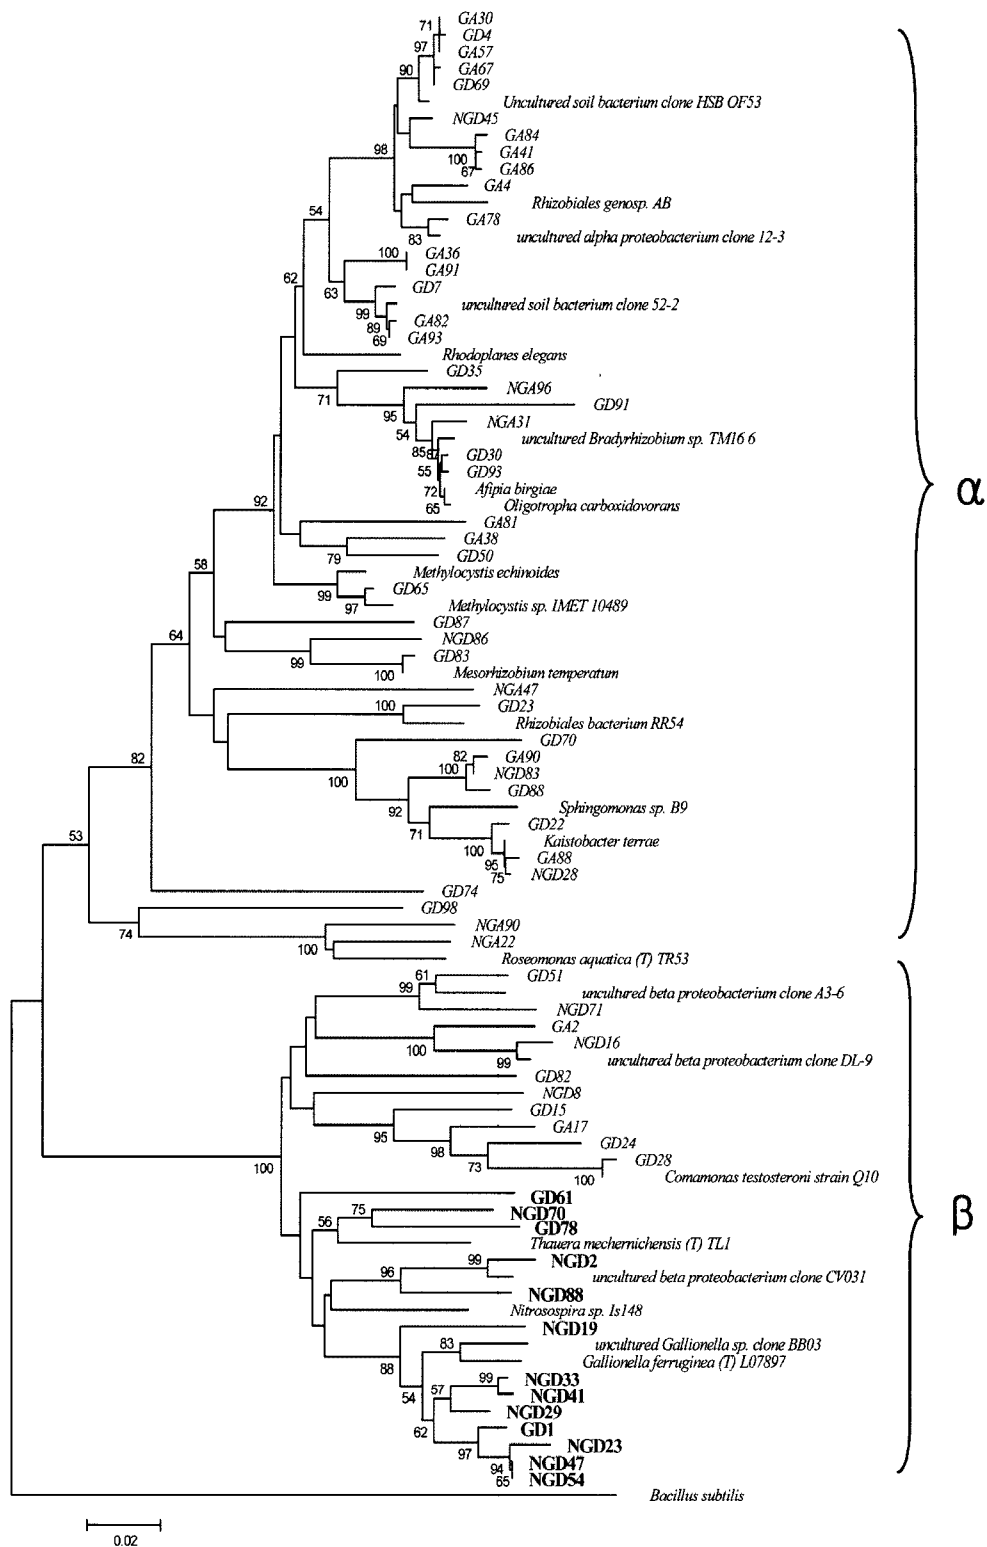 GA30
71
GD4
97
GA57
90
GA67
GD69
Uncultured soil bacterium clone HSB OF53
NGD45
GA84
98
GA41
100
GA86
67
GA4
Rhizobiales genosp. AB
54
GA78
uncultured alpha proteobacterium clone 12-3
83
100
GA36
GA91
62
GD7
63
uncultured soil bacterium clone 52-2
99
GA82
89
GA93
69
Rhodoplanes elegans
GD35
NGA96
71
GD91
95
NGA31
54
uncultured Bradyrhizobium sp. TM16 6
85
87
GD30
55
GD93
72
Afipia birgiae
65
Oligotropha carboxidovorans
α
92
GA81
GA38
79
GD50
58
Methylocystis echinoides
GD65
99
97
Methylocystis sp. IMET 10489
GD87
64
NGD86
99
GD83
100
Mesorhizobium temperatum
NGA47
100
GD23
Rhizobiales bacterium RR54
GD70
82
82
GA90
100
NGD83
100
GD88
Sphingomonas sp. B9
92
GD22
71
53
Kaistobacter terrae
100
GA88
95
75
NGD28
GD74
GD98
74
NGA90
NGA22
100
Roseomonas aquatica (T) TR53
61
GD51
99
uncultured beta proteobacterium clone A3-6
NGD71
GA2
NGD16
100
99
uncultured beta proteobacterium clone DL-9
GD82
NGD8
GD15
GA17
95
GD24
98
GD28
73
100
100
Comamonas testosteroni strain Q10
GD61
75
NGD70
56
GD78
β
Thauera mechernichensis (T) TL1
99
NGD2
96
uncultured beta proteobacterium clone CV031
NGD88
Nitrosospira sp. Is148
NGD19
83
uncultured Gallionella sp. clone BB03
88
Gallionella ferruginea (T) L07897
99
NGD33
54
57
NGD41
NGD29
62
GD1
97
NGD23
94
NGD47
65
NGD54
Bacillus subtilis
0.02